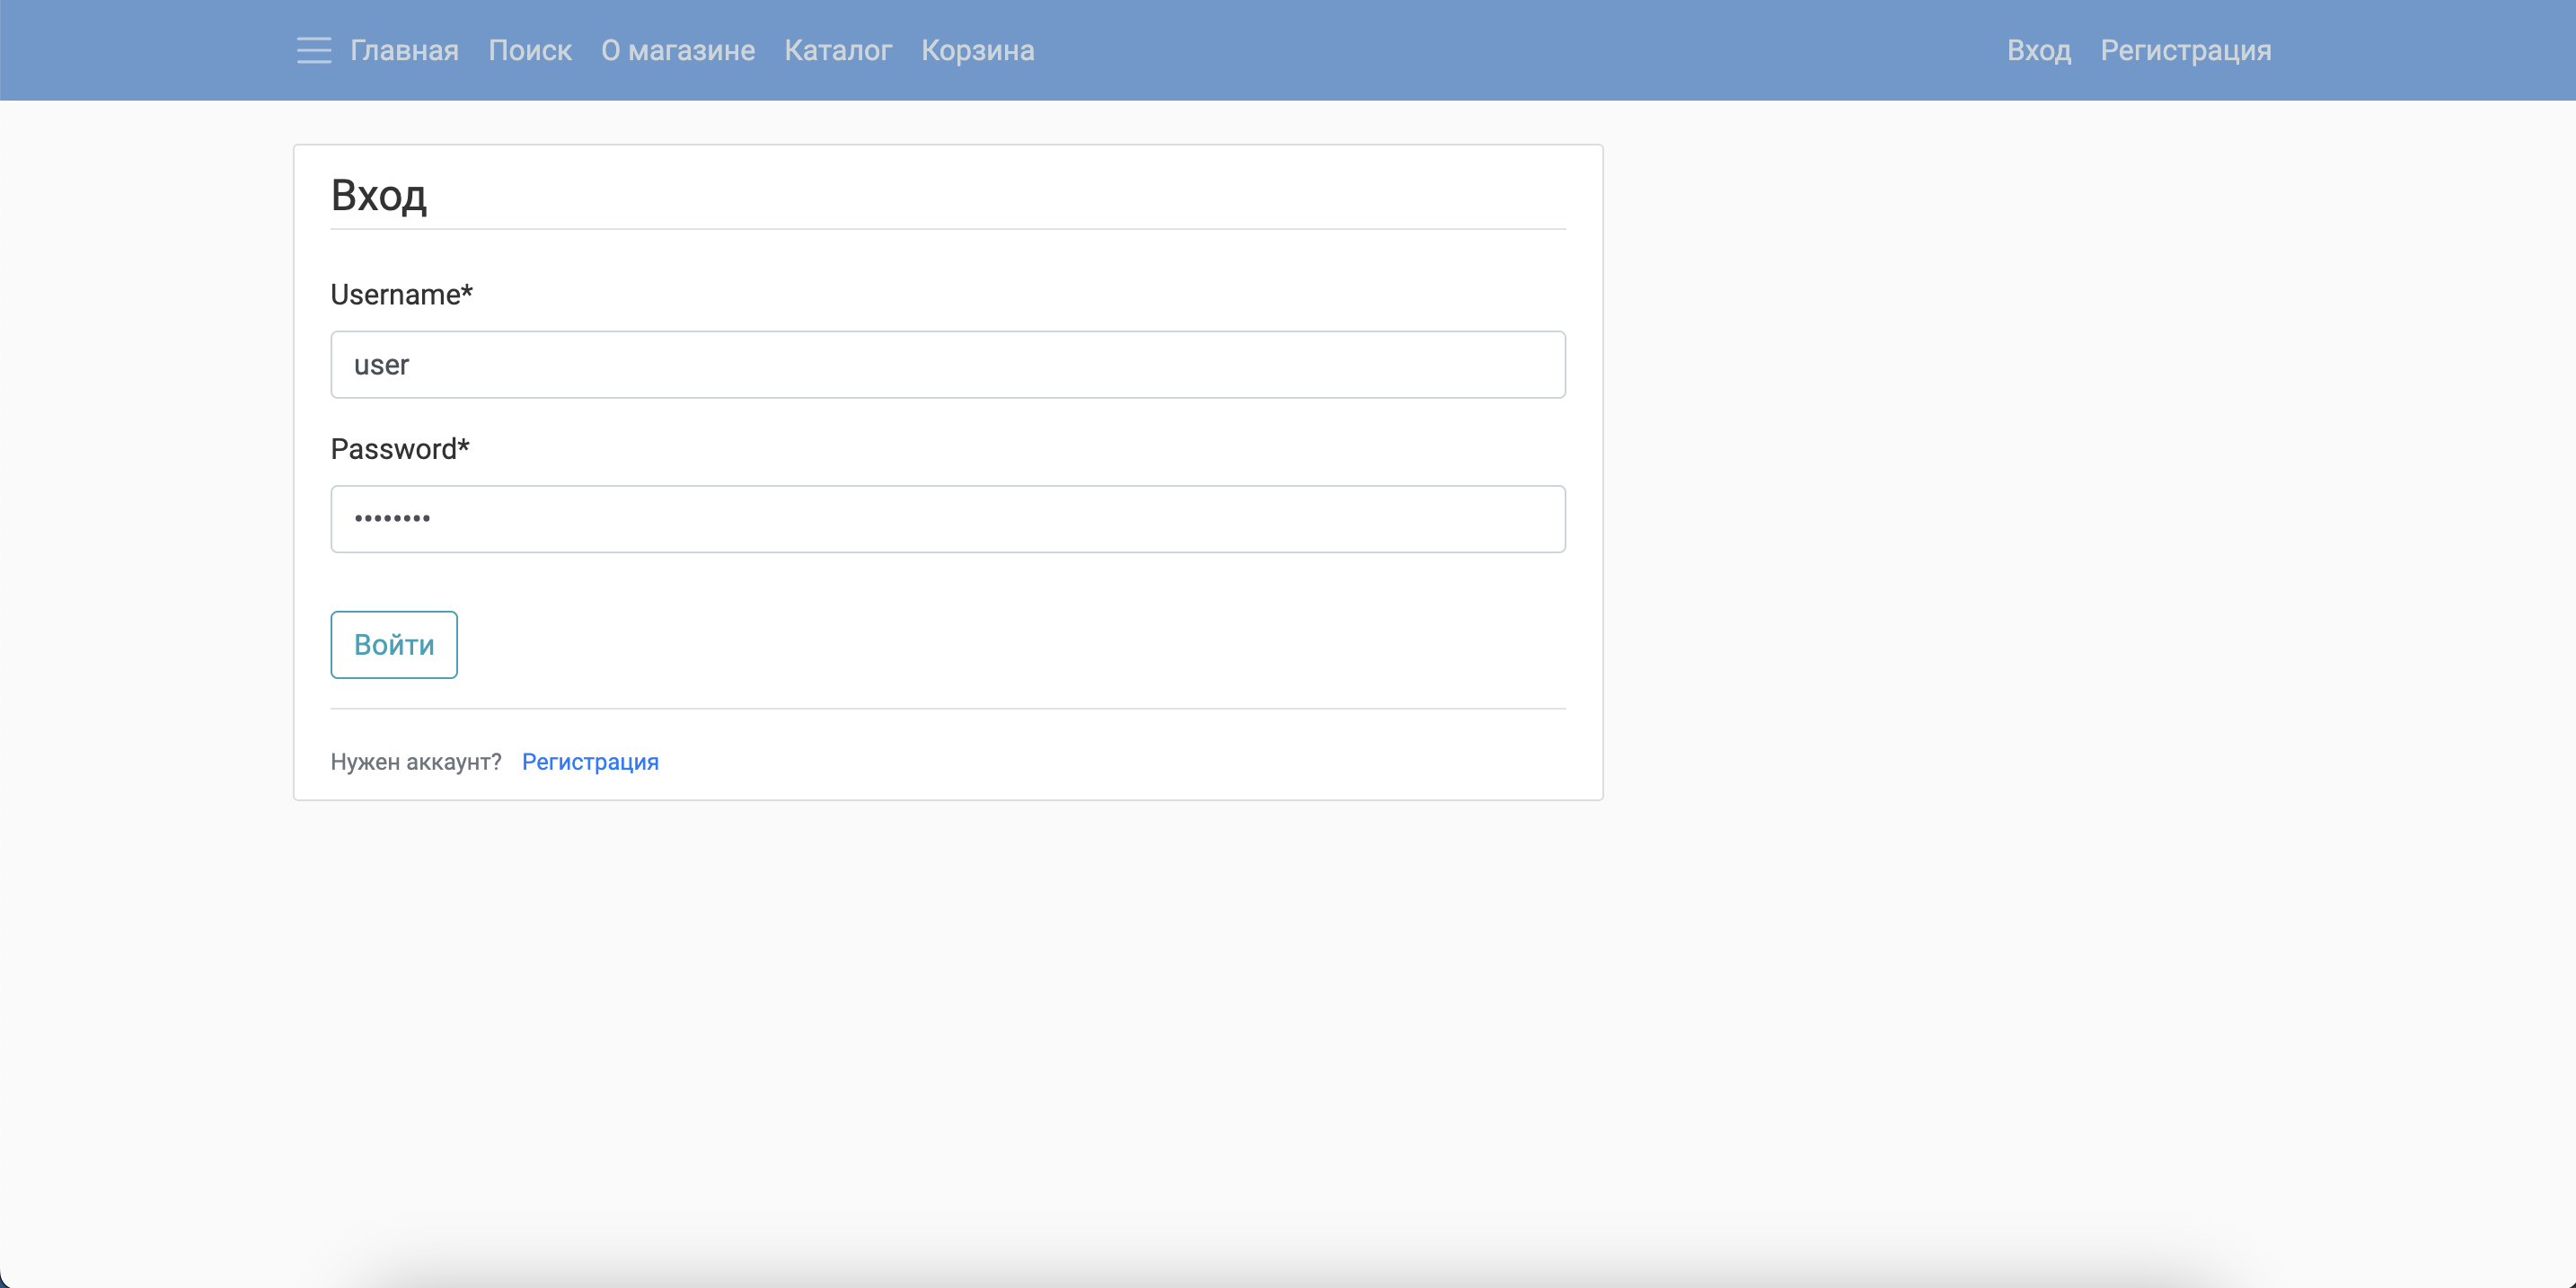 Главная Поиск О магазине Каталог Корзина Вход Регистрация
Вход
Username*
user
Password*
••••••••
Войти
Нужен аккаунт? Регистрация